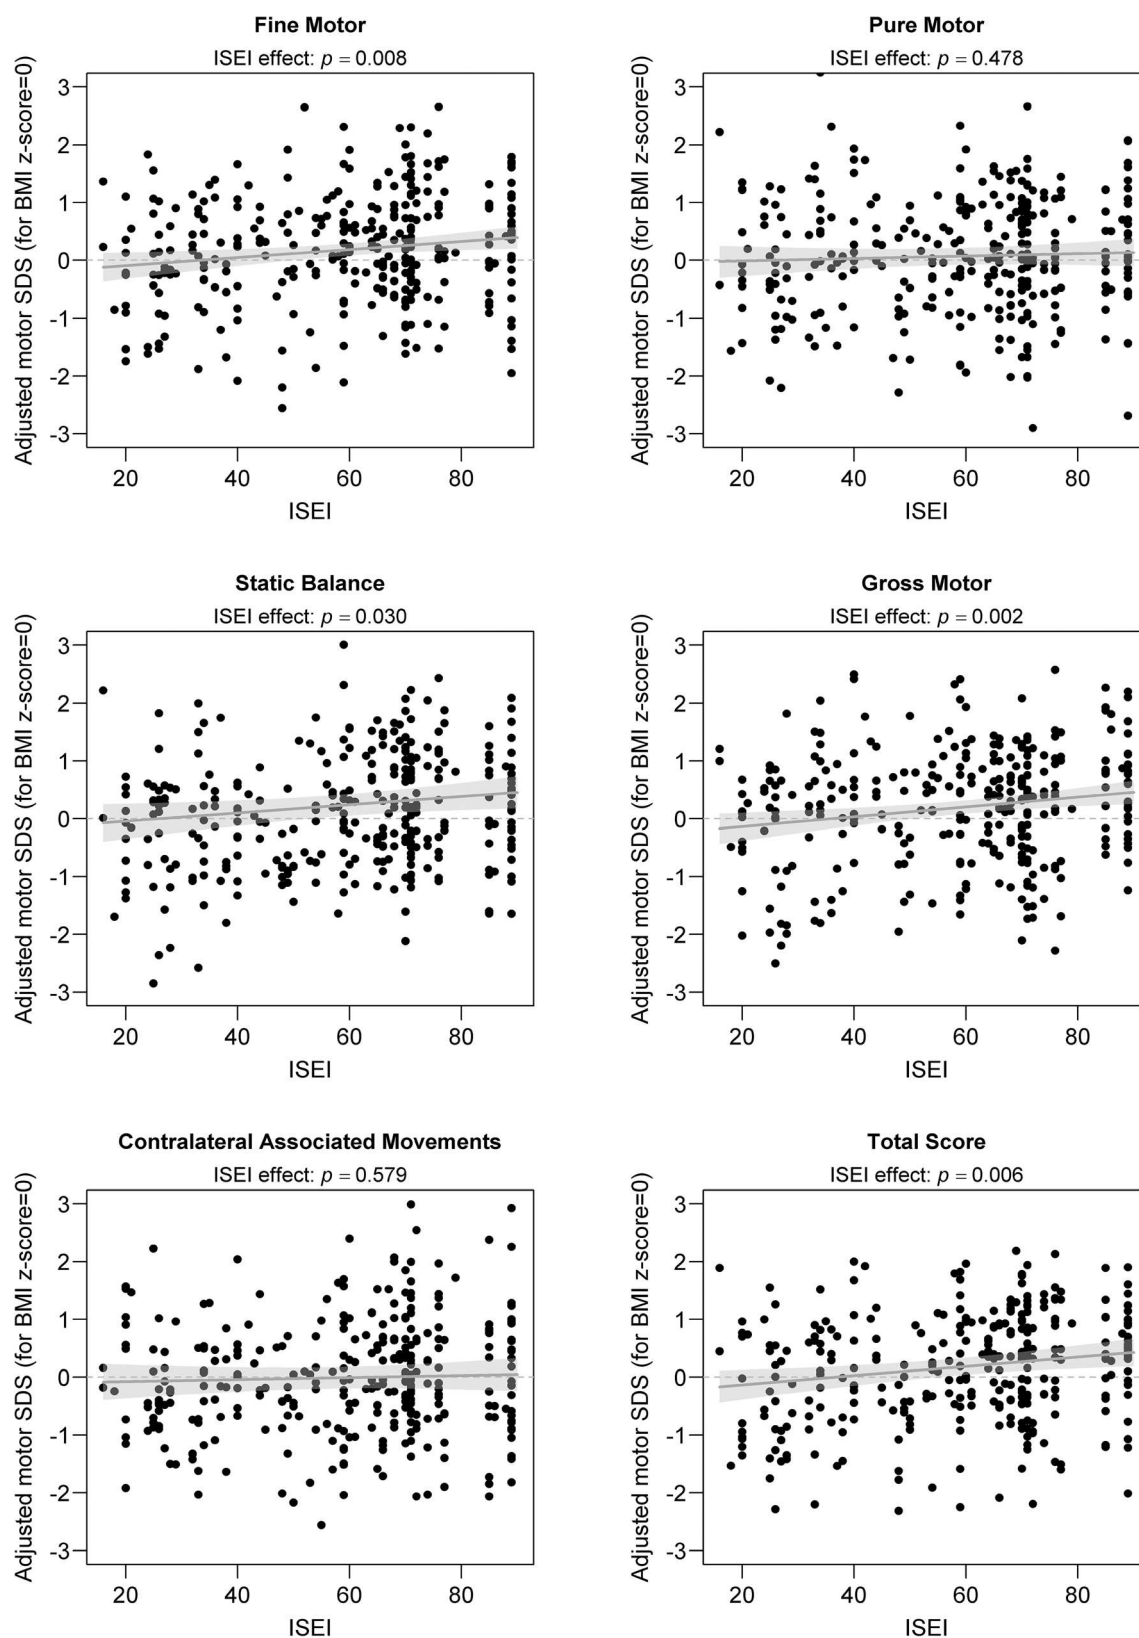 Fine Motor
ISEI effect: p = 0.008
Adjusted motor SDS (for BMI z-score=0)
3
2
1
0
-1
-2
-3
20 40 60 80
ISEI
Pure Motor
ISEI effect: p = 0.478
Adjusted motor SDS (for BMI z-score=0)
3
2
1
0
-1
-2
-3
20 40 60 80
ISEI
Static Balance
ISEI effect: p = 0.030
Adjusted motor SDS (for BMI z-score=0)
3
2
1
0
-1
-2
-3
20 40 60 80
ISEI
Gross Motor
ISEI effect: p = 0.002
Adjusted motor SDS (for BMI z-score=0)
3
2
1
0
-1
-2
-3
20 40 60 80
ISEI
Contralateral Associated Movements
ISEI effect: p = 0.579
Adjusted motor SDS (for BMI z-score=0)
3
2
1
0
-1
-2
-3
20 40 60 80
ISEI
Total Score
ISEI effect: p = 0.006
Adjusted motor SDS (for BMI z-score=0)
3
2
1
0
-1
-2
-3
20 40 60 80
ISEI